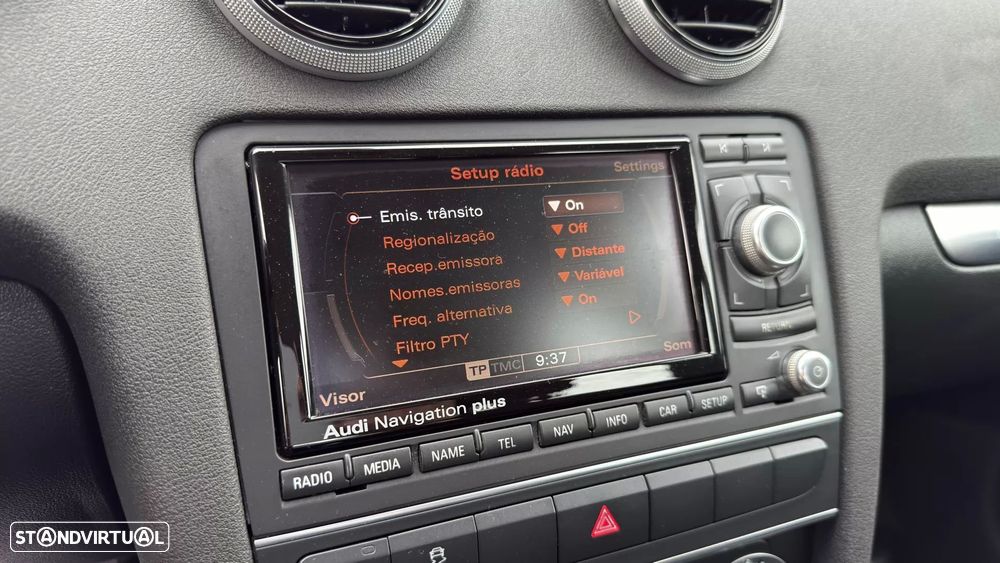 Setup rádio
Settings
Emis. trânsito On
Regionalização Off
Recep.emissora Distante
Nomes.emissoras Variável
Freq. alternativa On
Filtro PTY
TP TMC 9:37
Visor
Som
Audi Navigation plus
RETURN
RADIO MEDIA NAME TEL NAV INFO CAR SETUP
STANDVIRTUAL